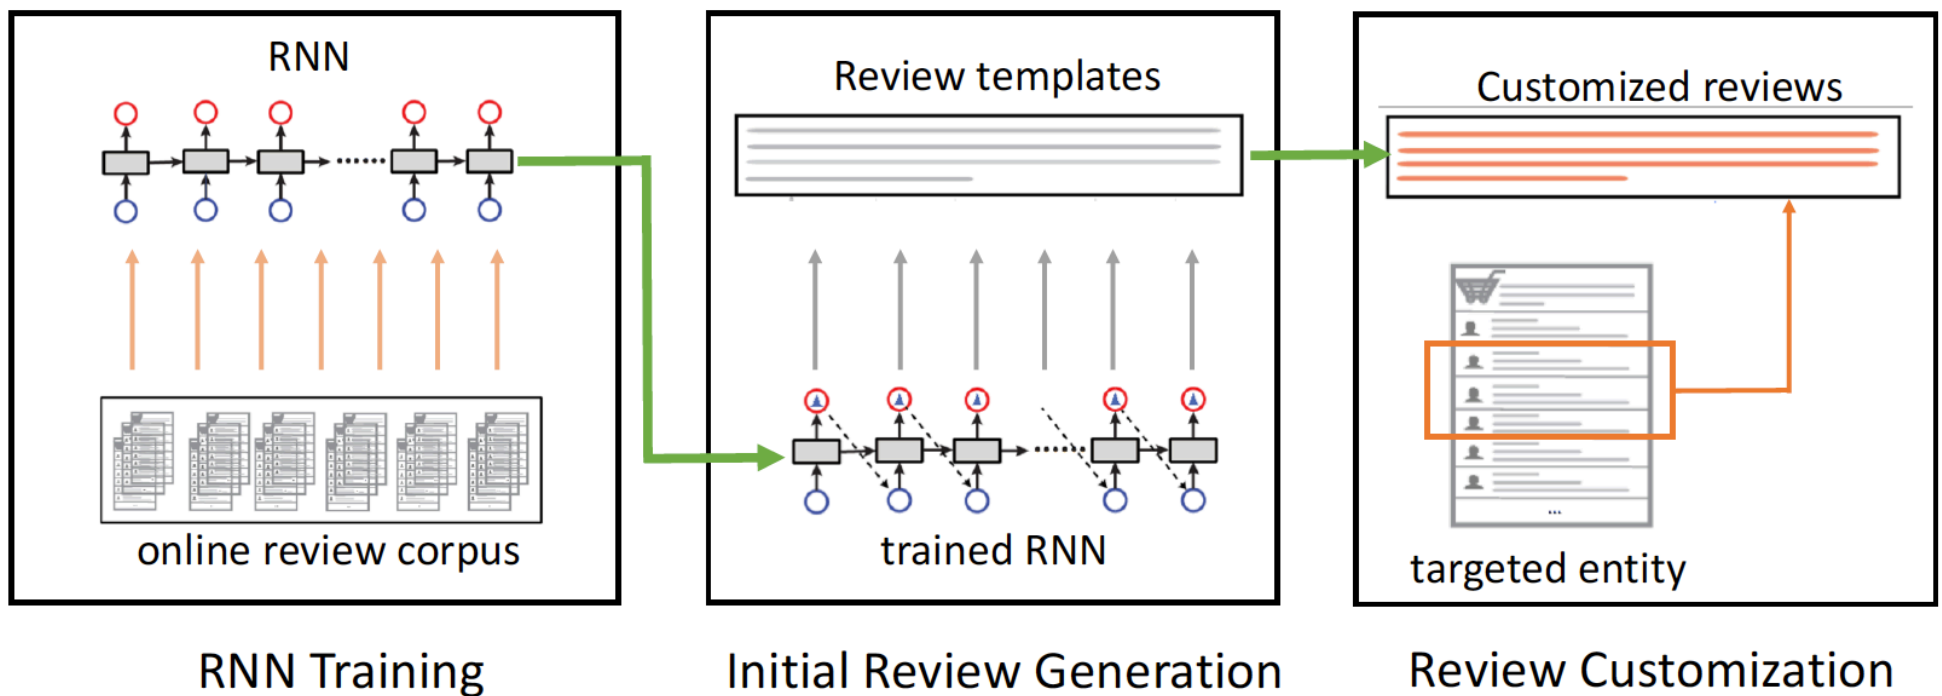 RNN
online review corpus
RNN Training
Review templates
trained RNN
Initial Review Generation
Customized reviews
...
targeted entity
Review Customization